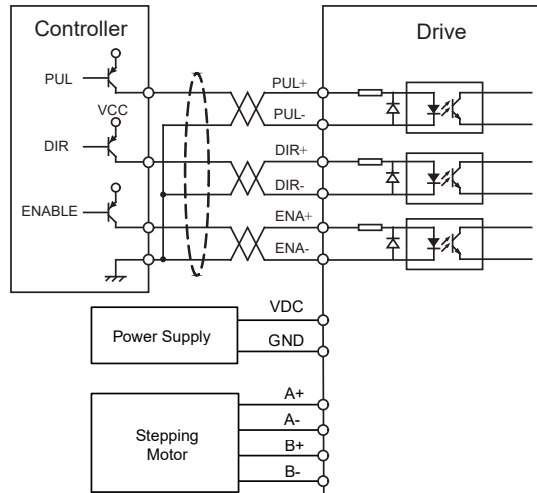 Controller
Drive
PUL
VCC
DIR
ENABLE
PUL+
PUL-
DIR+
DIR-
ENA+
ENA-
Power Supply
VDC
GND
Stepping
Motor
A+
A-
B+
B-